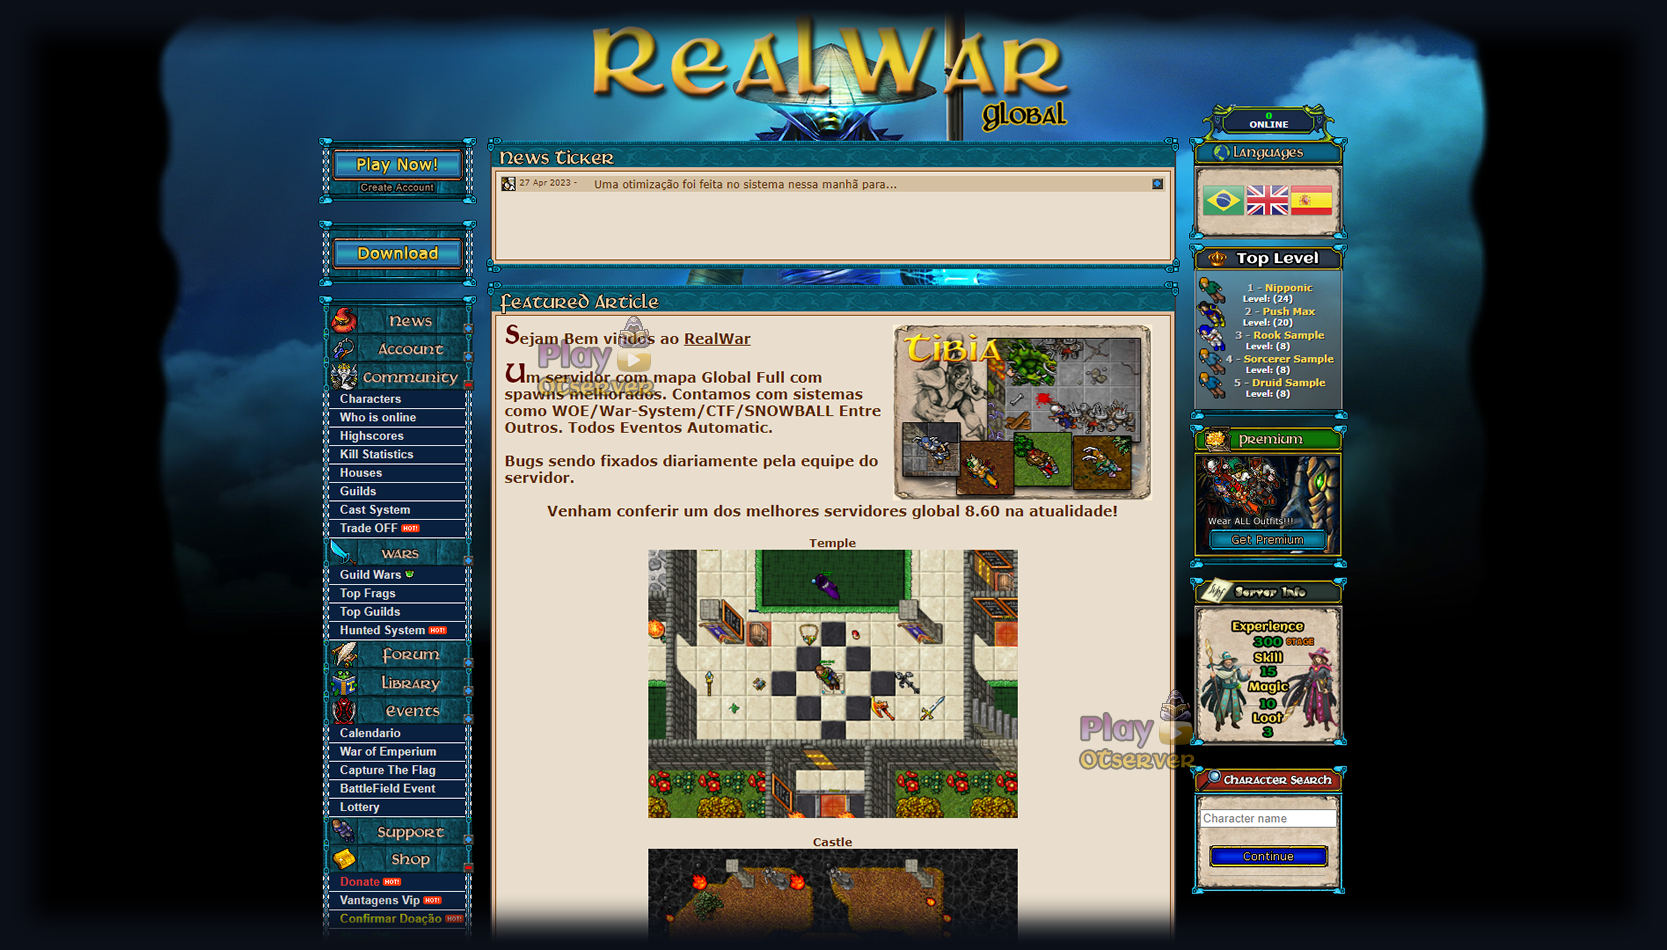 RealWar
Global
0
ONLINE
Play Now!
Create Account
Download
News
Account
Community
Characters
Who is online
Highscores
Kill Statistics
Houses
Guilds
Cast System
Trade OFF HOT!
Wars
Guild Wars
Top Frags
Top Guilds
Hunted System HOT!
Forum
Library
Events
Calendario
War of Emperium
Capture The Flag
BattleField Event
Lottery
Support
Shop
Donate HOT!
Vantagens Vip HOT!
Confirmar Doação HOT!
News Ticker
27 Apr 2023 - Uma otimização foi feita no sistema nessa manhã para...
Featured Article
Sejam Bem vindos ao RealWar
Um servidor com mapa Global Full com
spawns melhorados. Contamos com sistemas
como WOE/War-System/CTF/SNOWBALL Entre
Outros. Todos Eventos Automatic.
Bugs sendo fixados diariamente pela equipe do
servidor.
Tibia
Venham conferir um dos melhores servidores global 8.60 na atualidade!
Temple
Castle
Play
Otserver
Play
Otserver
Languages
Top Level
1 - Nipponic
Level: (24)
2 - Push Max
Level: (20)
3 - Rook Sample
Level: (8)
4 - Sorcerer Sample
Level: (8)
5 - Druid Sample
Level: (8)
Premium
Wear ALL Outfits!!!
Get Premium
Server Info
Experience
300 STAGE
Skill
15
Magic
10
Loot
3
Character Search
Character name
Continue